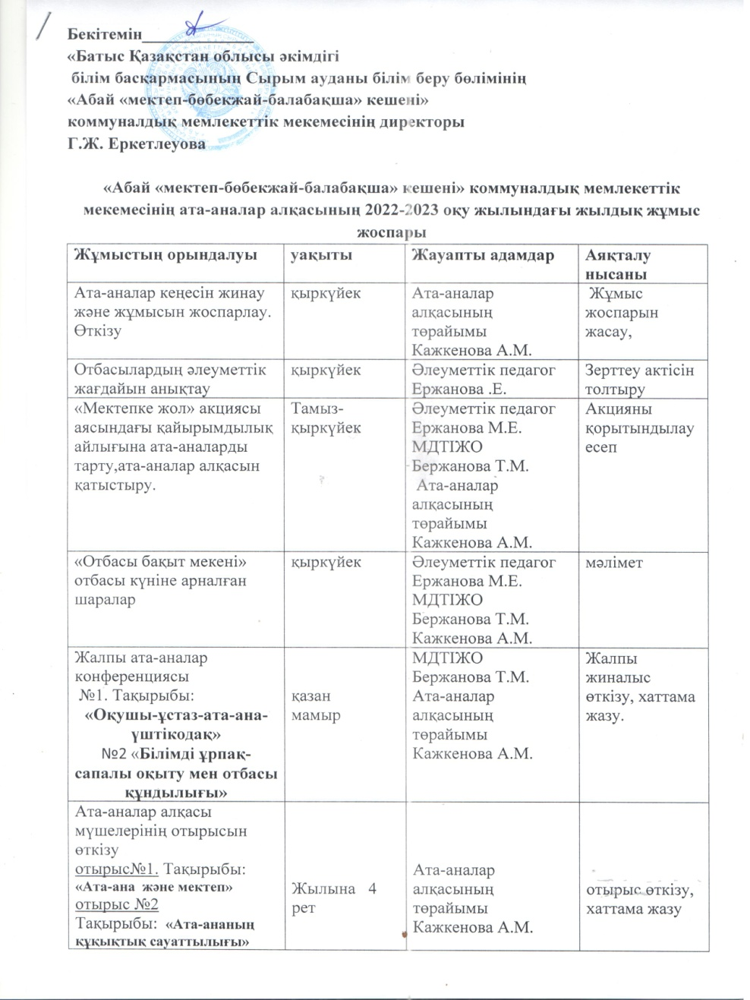 Бекітемін______________
«Батыс Қазақстан облысы әкімдігі
білім басқармасының Сырым ауданы білім беру бөлімінің
«Абай «мектеп-бөбекжай-балабақша» кешені»
коммуналдық мемлекеттік мекемесінің директоры
Г.Ж. Еркетлеуова
«Абай «мектеп-бөбекжай-балабақша» кешені» коммуналдық мемлекеттік
мекемесінің ата-аналар алқасының 2022-2023 оқу жылындағы жылдық жұмыс
жоспары
Жұмыстың орындалуы
уақыты
Жауапты адамдар
Аяқталу
нысаны
Ата-аналар кеңесін жинау
және жұмысын жоспарлау.
Өткізу
қыркүйек
Ата-аналар
алқасының
төрайымы
Кажкенова А.М.
Жұмыс
жоспарын
жасау,
Отбасылардың әлеуметтік
жағдайын анықтау
қыркүйек
Әлеуметтік педагог
Ержанова .Е.
Зерттеу актісін
толтыру
«Мектепке жол» акциясы
аясындағы қайырымдылық
айлығына ата-аналарды
тарту,ата-аналар алқасын
қатыстыру.
Тамыз-
қыркүйек
Әлеуметтік педагог
Ержанова М.Е.
МДТІЖО
Бержанова Т.М.
Ата-аналар
алқасының
төрайымы
Кажкенова А.М.
Акцияны
қорытындылау
есеп
«Отбасы бақыт мекені»
отбасы күніне арналған
шаралар
қыркүйек
Әлеуметтік педагог
Ержанова М.Е.
МДТІЖО
Бержанова Т.М.
Кажкенова А.М.
мәлімет
Жалпы ата-аналар
конференциясы
№1. Тақырыбы:
«Оқушы-ұстаз-ата-ана-
үштікодақ»
№2 «Білімді ұрпақ-
сапалы оқыту мен отбасы
құндылығы»
қазан
мамыр
МДТІЖО
Бержанова Т.М.
Ата-аналар
алқасының
төрайымы
Кажкенова А.М.
Жалпы
жиналыс
өткізу, хаттама
жазу.
Ата-аналар алқасы
мүшелерінің отырысын
өткізу
отырыс№1. Тақырыбы:
«Ата-ана және мектеп»
отырыс №2
Тақырыбы: «Ата-ананың
құқықтық сауаттылығы»
Жылына 4
рет
Ата-аналар
алқасының
төрайымы
Кажкенова А.М.
отырыс өткізу,
хаттама жазу